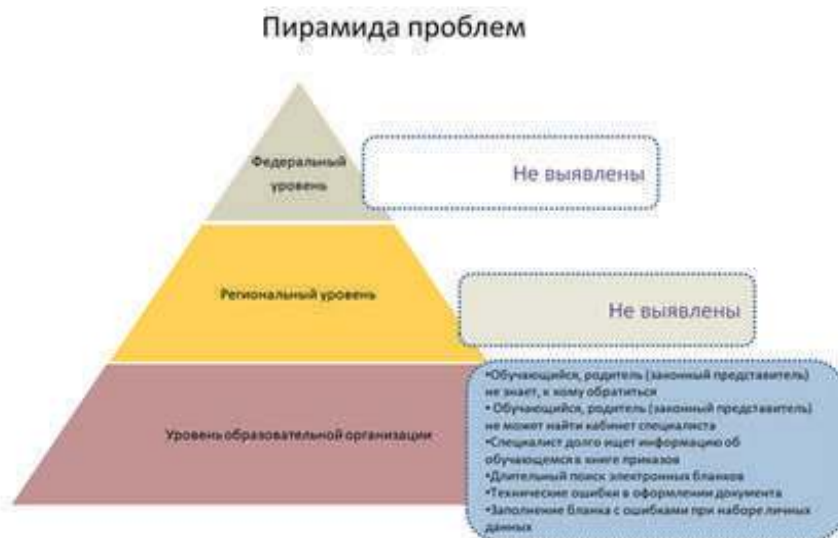 Пирамида проблем
Федеральный
уровень
Не выявлены
Региональный уровень
Не выявлены
Уровень образовательной организации
•Обучающийся, родитель (законный представитель)
не знает, к кому обратиться
• Обучающийся, родитель (законный представитель)
не может найти кабинет специалиста
•Специалист долго ищет информацию об
обучающемся в книге приказов
•Длительный поиск электронных бланков
•Технические ошибки в оформлении документа
•Заполнение бланка с ошибками при наборе личных
данных